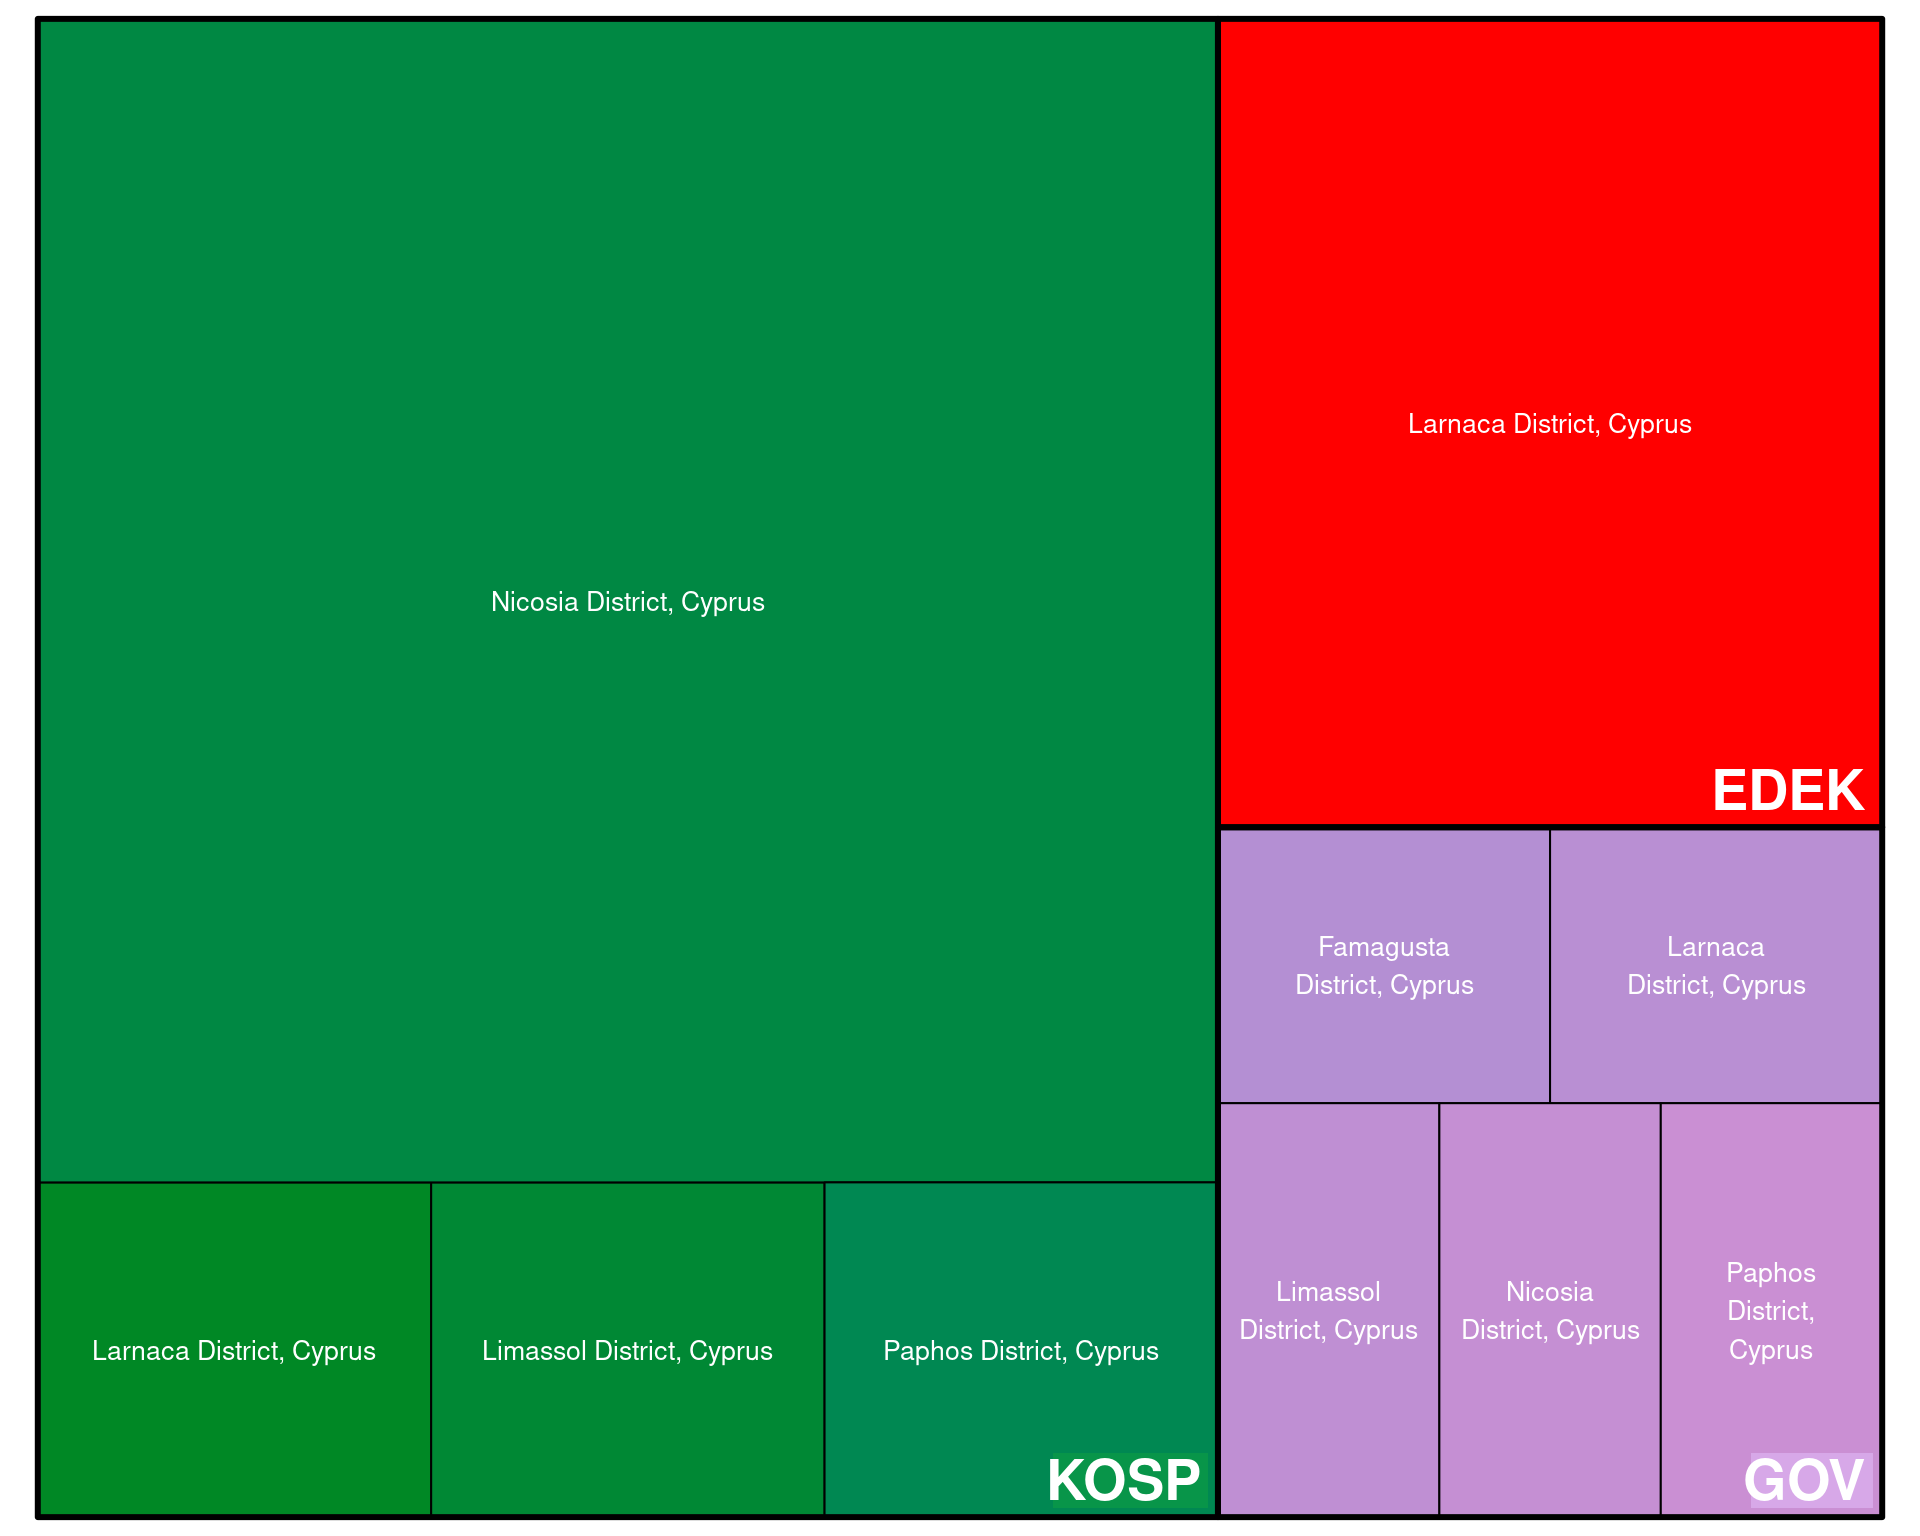 Nicosia District, Cyprus
Larnaca District, Cyprus
Limassol District, Cyprus
Paphos District, Cyprus
KOSP
Larnaca District, Cyprus
EDEK
Famagusta
District, Cyprus
Larnaca
District, Cyprus
Limassol
District, Cyprus
Nicosia
District, Cyprus
Paphos
District,
Cyprus
GOV